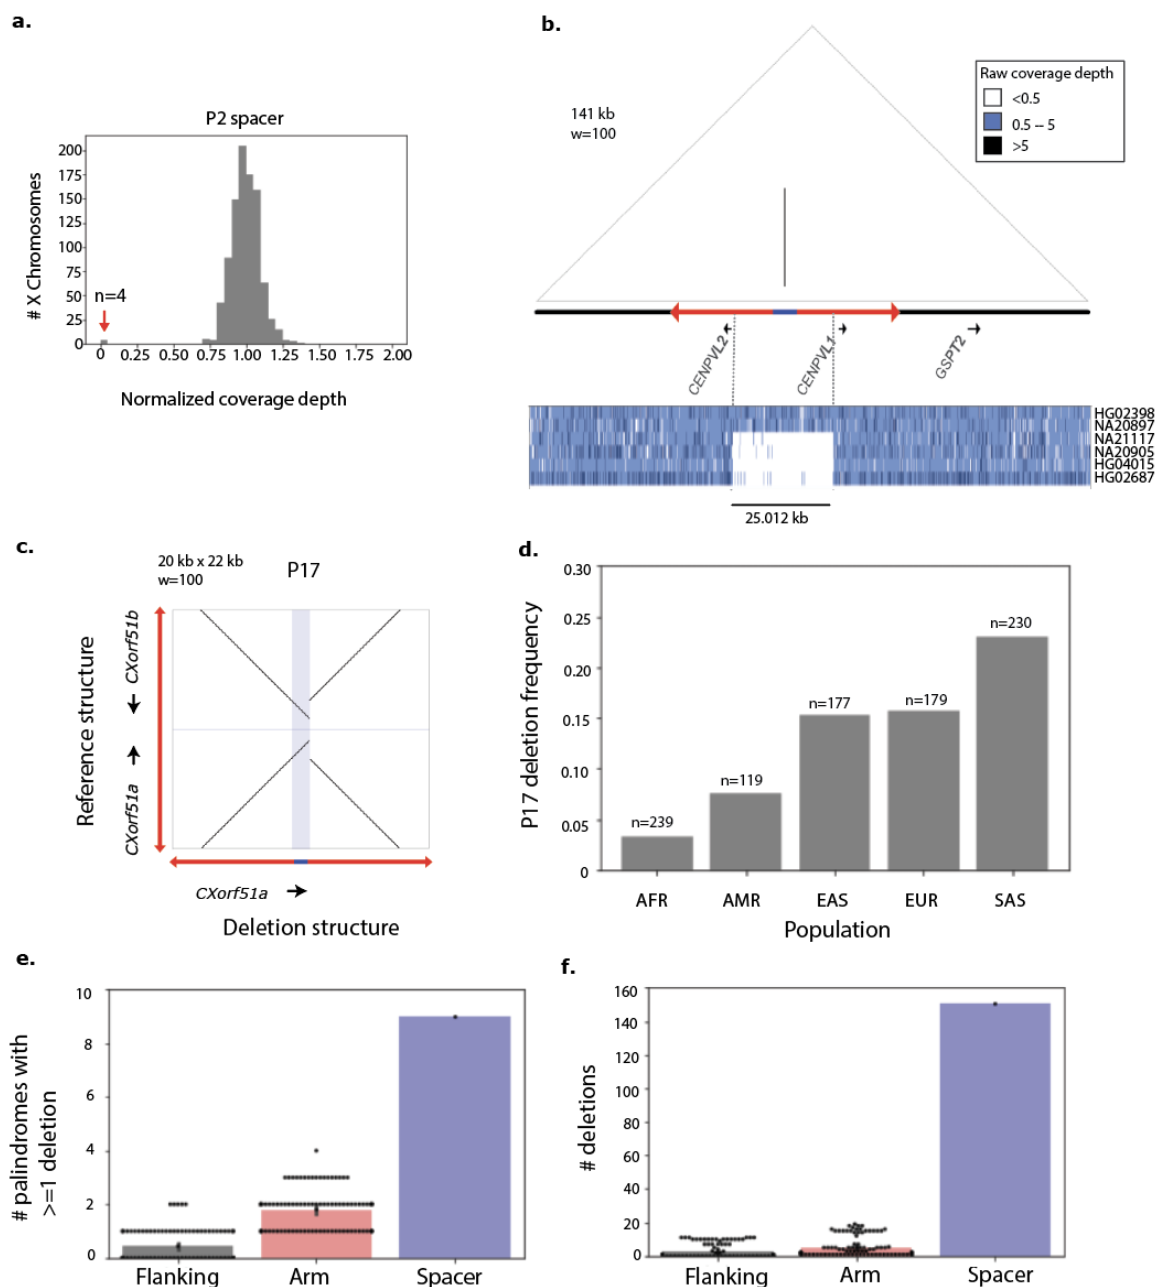 a.
P2 spacer
# X Chromosomes
200
175
150
125
100
75
50
25
0
n=4
0 0.25 0.50 0.75 1.00 1.25 1.50 1.75 2.00
Normalized coverage depth
b.
141 kb
w=100
Raw coverage depth
<0.5
0.5 -- 5
>5
CENPVL2
CENPVL1
GSPT2
HG02398
NA20897
NA21117
NA20905
HG04015
HG02687
25.012 kb
c.
20 kb x 22 kb
w=100
P17
Reference structure
CXorf51b
CXorf51a
CXorf51a
Deletion structure
d.
P17 deletion frequency
0.30
0.25
0.20
0.15
0.10
0.05
0
n=239
n=119
n=177
n=179
n=230
AFR AMR EAS EUR SAS
Population
e.
# palindromes with
>=1 deletion
10
8
6
4
2
0
Flanking Arm Spacer
f.
# deletions
160
140
120
100
80
60
40
20
0
Flanking Arm Spacer